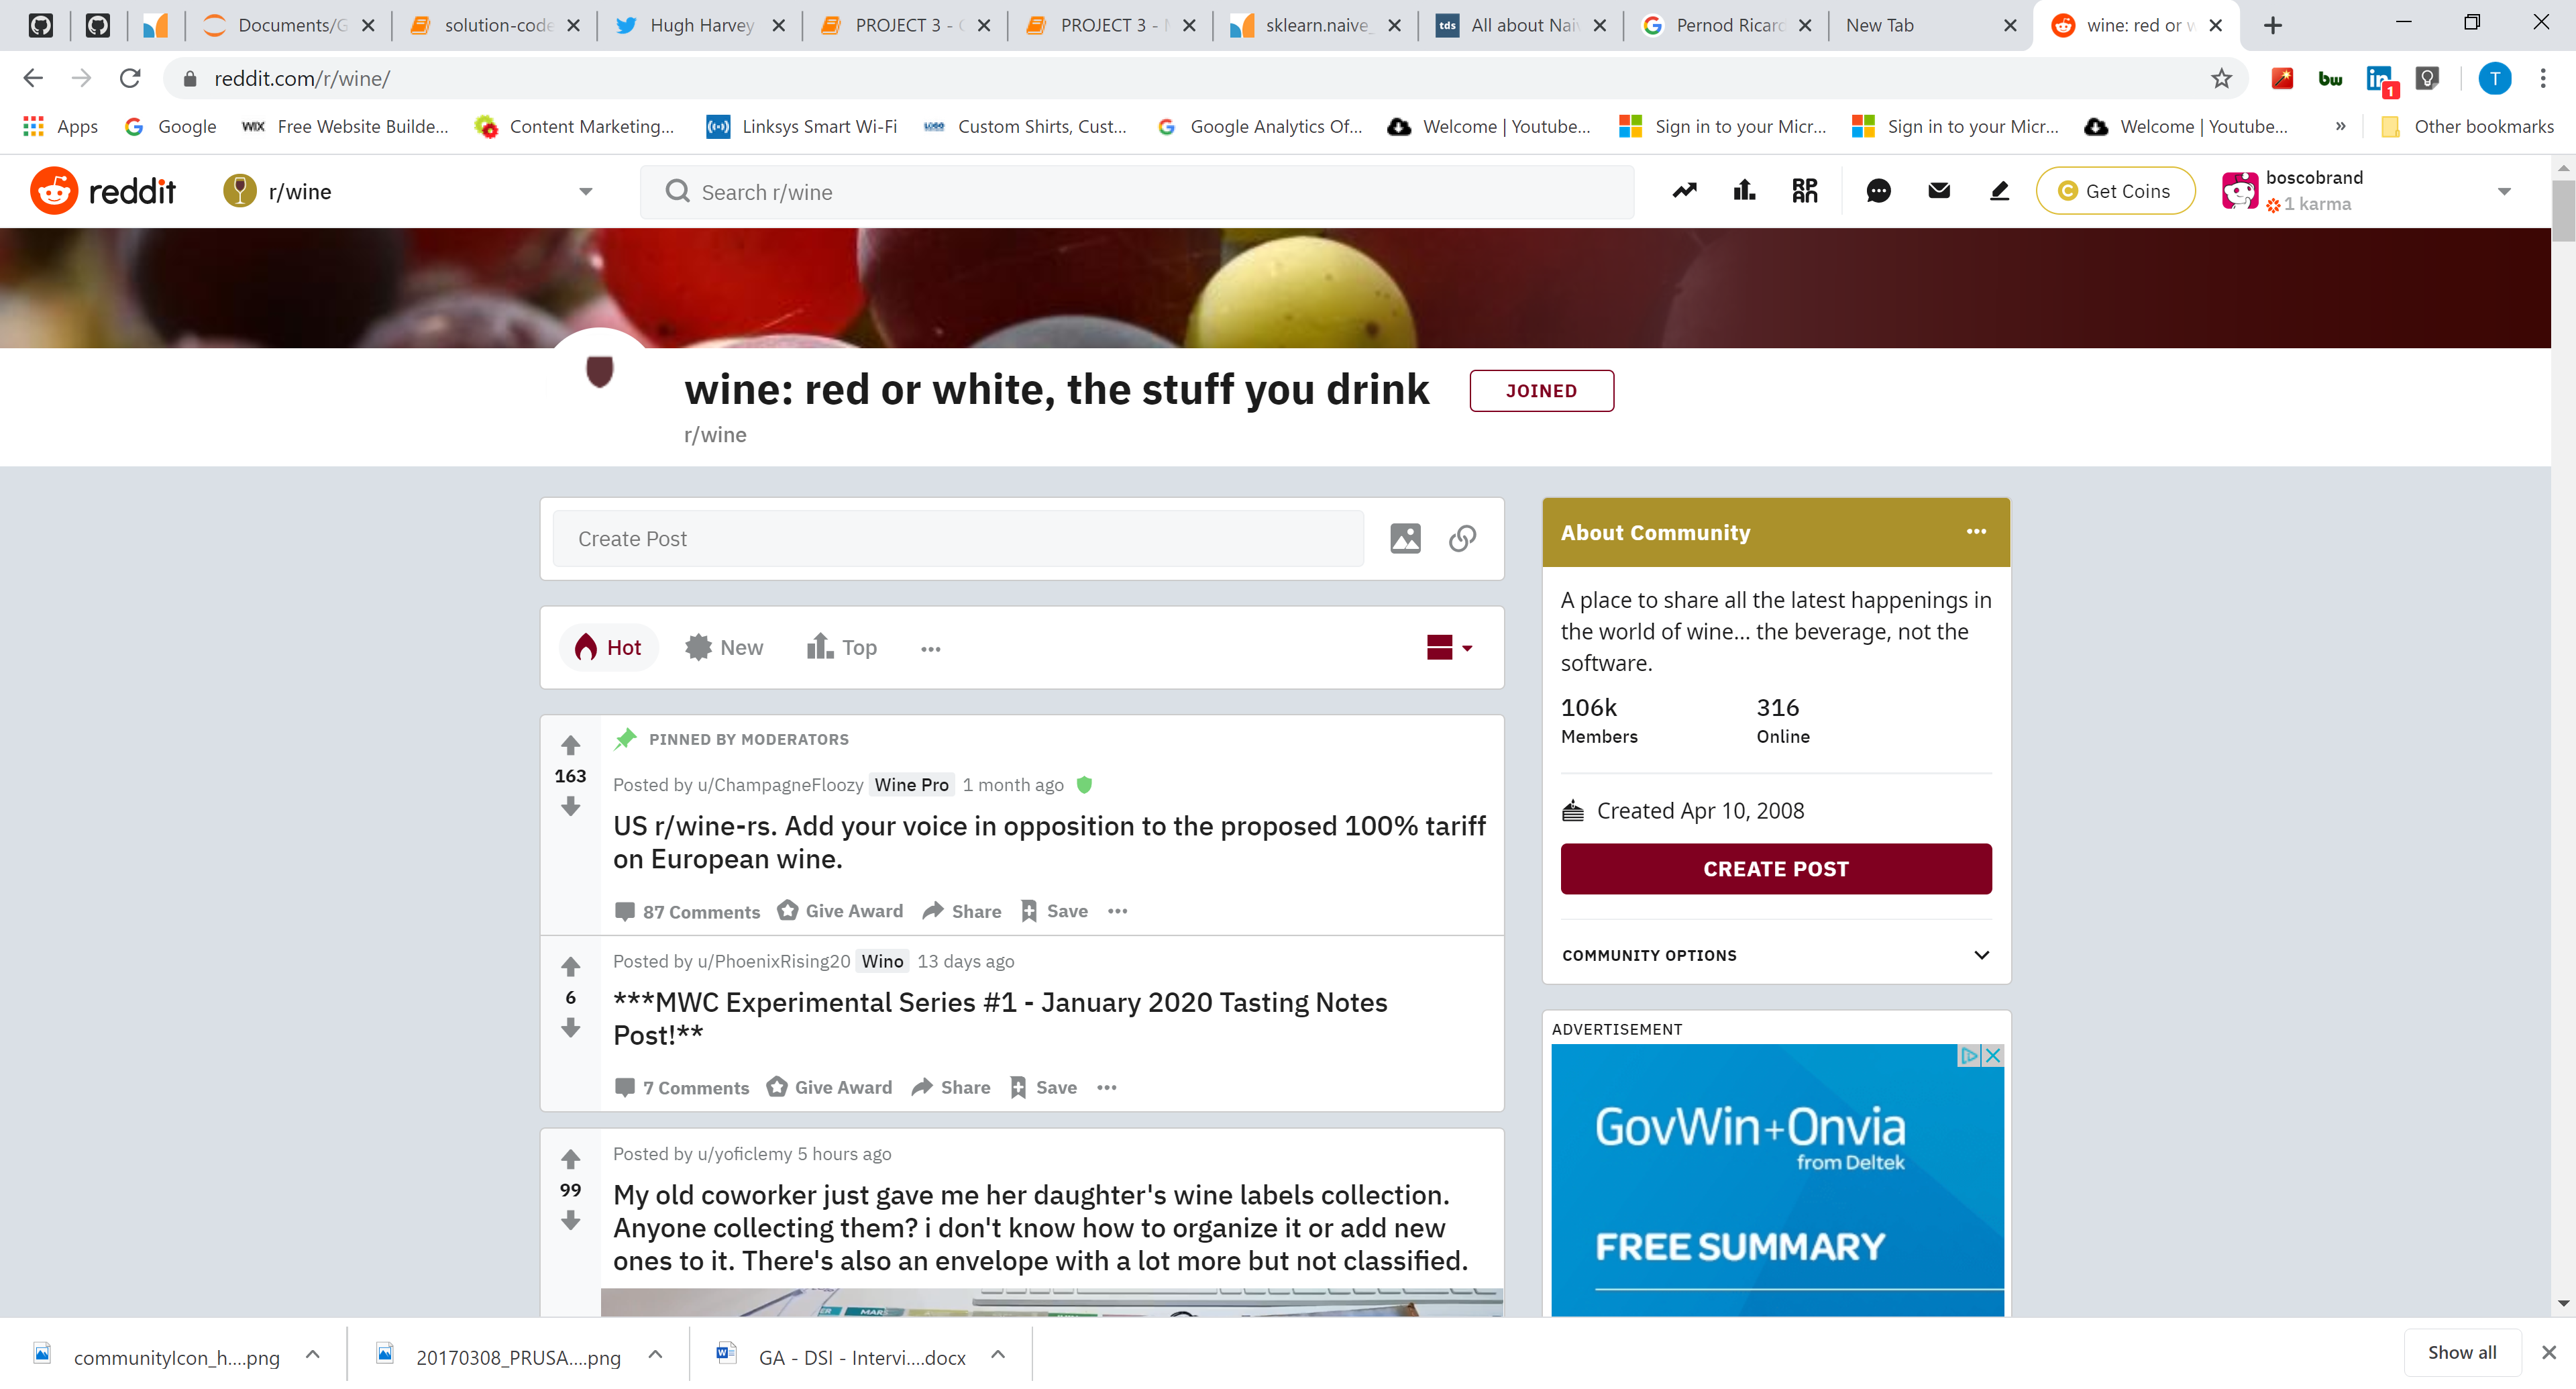 Documents/G
solution-code
Hugh Harvey
PROJECT 3 -
PROJECT 3 -
sklearn.naive_
tds
All about Nai
Pernod Ricard
New Tab
wine: red or w
reddit.com/r/wine/
bw
in
1
T
Apps
Google
WIX
Free Website Builde...
Content Marketing...
Linksys Smart Wi-Fi
LOGO
Custom Shirts, Cust...
Google Analytics Of...
Welcome | Youtube...
Sign in to your Micr...
Sign in to your Micr...
Welcome | Youtube...
»
Other bookmarks
reddit
r/wine
Search r/wine
RPAN
Get Coins
boscobrand
1 karma
wine: red or white, the stuff you drink
JOINED
r/wine
Create Post
Hot
New
Top
...
About Community
...
A place to share all the latest happenings in
the world of wine... the beverage, not the
software.
106k
Members
316
Online
Created Apr 10, 2008
CREATE POST
COMMUNITY OPTIONS
163
PINNED BY MODERATORS
Posted by u/ChampagneFloozy Wine Pro 1 month ago
US r/wine-rs. Add your voice in opposition to the proposed 100% tariff
on European wine.
87 Comments Give Award Share Save ...
6
Posted by u/PhoenixRising20 Wino 13 days ago
***MWC Experimental Series #1 - January 2020 Tasting Notes
Post!**
7 Comments Give Award Share Save ...
99
Posted by u/yoficlemy 5 hours ago
My old coworker just gave me her daughter's wine labels collection.
Anyone collecting them? i don't know how to organize it or add new
ones to it. There's also an envelope with a lot more but not classified.
MARS
ADVERTISEMENT
GovWin+Onvia
from Deltek
FREE SUMMARY
communityIcon_h....png
20170308_PRUSA....png
GA - DSI - Intervi....docx
Show all